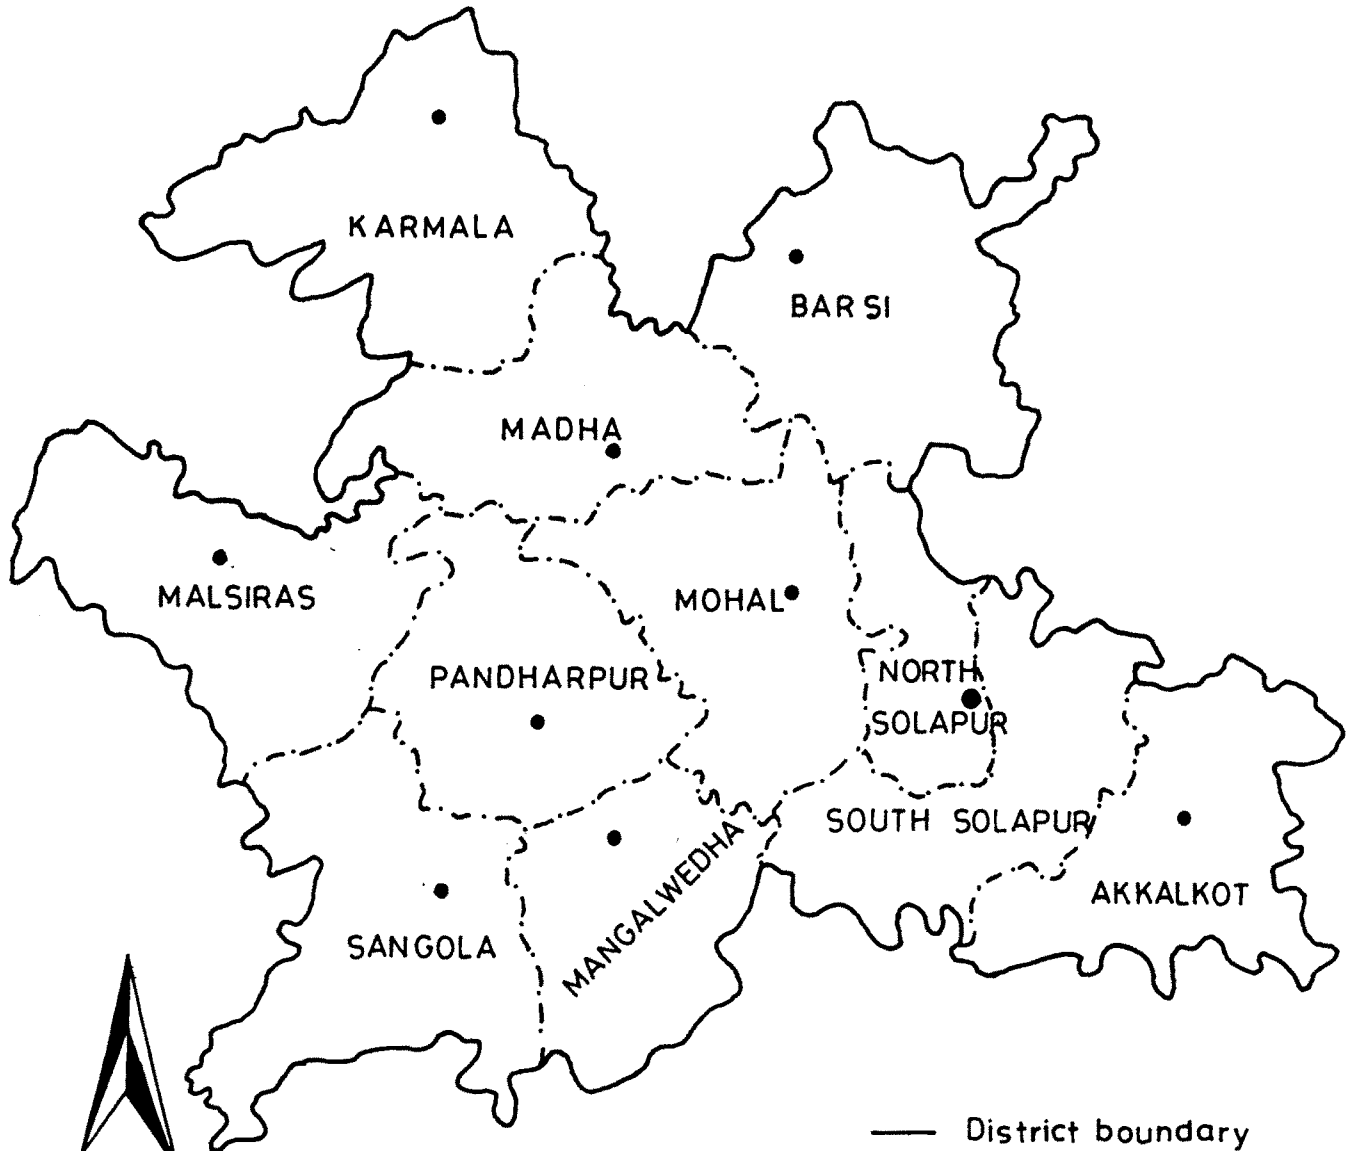 KARMALA
BARSI
MADHA
MALSIRAS
MOHAL
PANDHARPUR
NORTH
SOLAPUR
SOUTH SOLAPUR
MANGALWEDHA
AKKALKOT
SANGOLA
District boundary